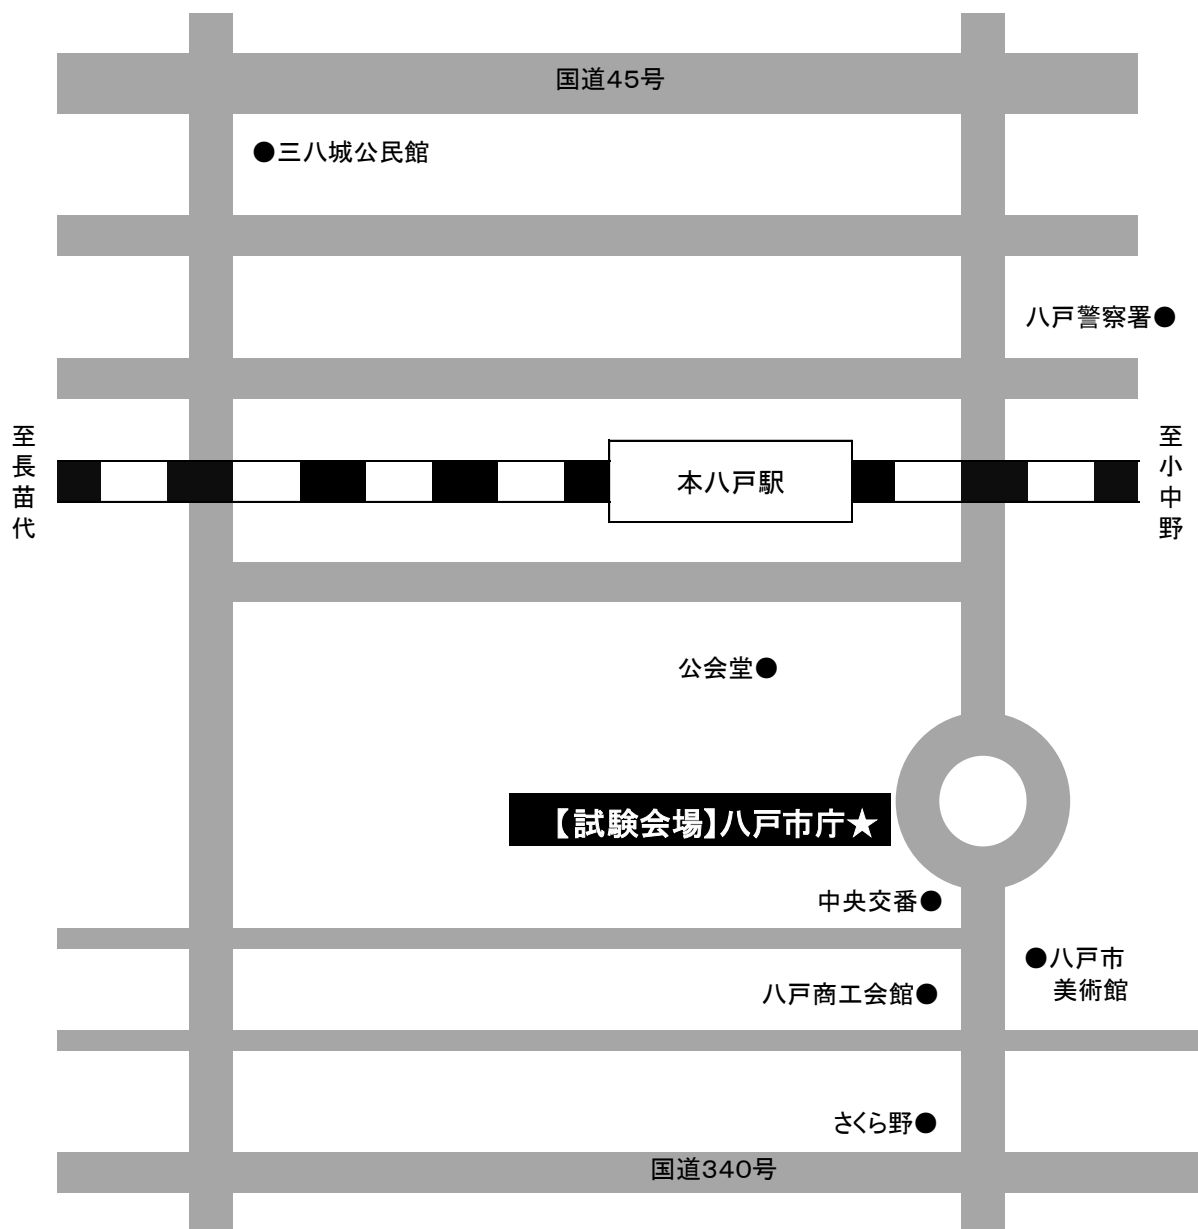 国道45号
●三八城公民館
八戸警察署●
至長苗代
本八戸駅
至小中野
公会堂●
【試験会場】八戸市庁★
中央交番●
●八戸市
美術館
八戸商工会館●
さくら野●
国道340号